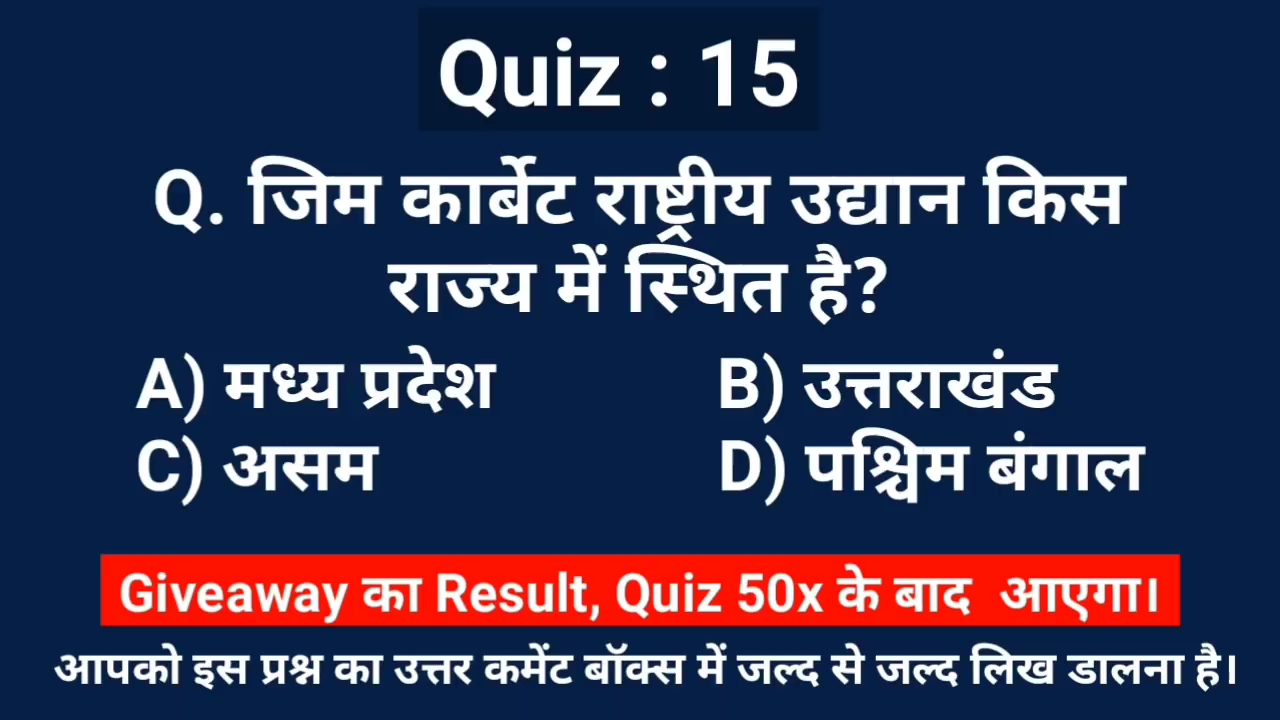 Quiz : 15
Q. जिम कार्बेट राष्ट्रीय उद्यान किस
राज्य में स्थित है?
A) मध्य प्रदेश B) उत्तराखंड
C) असम D) पश्चिम बंगाल
Giveaway का Result, Quiz 50x के बाद आएगा।
आपको इस प्रश्न का उत्तर कमेंट बॉक्स में जल्द से जल्द लिख डालना है।